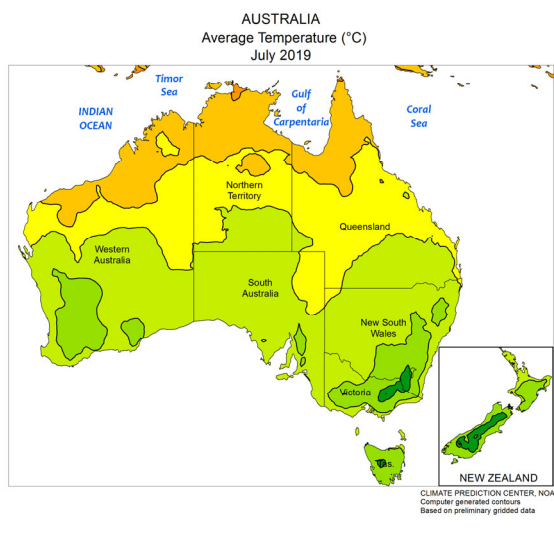 AUSTRALIA
Average Temperature (°C)
July 2019
Timor
Sea
Gulf
of
Carpentaria
Coral
Sea
INDIAN
OCEAN
Northern
Territory
Queensland
Western
Australia
South
Australia
New South
Wales
Victoria
Tas.
NEW ZEALAND
CLIMATE PREDICTION CENTER, NOA
Computer generated contours
Based on preliminary gridded data